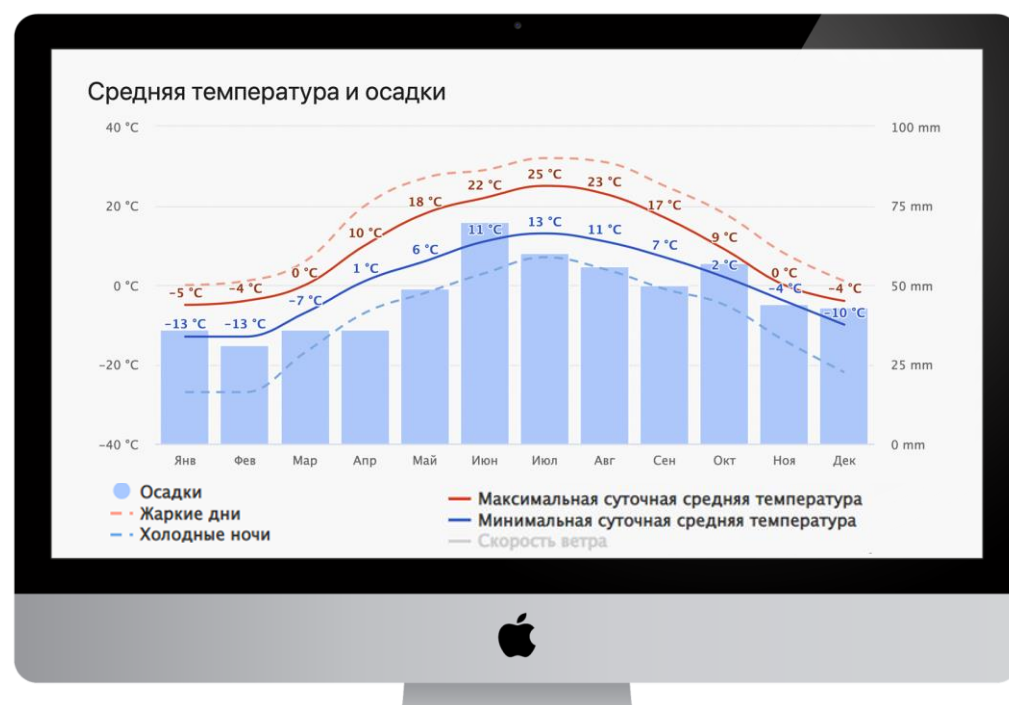 Средняя температура и осадки
40 °C
100 mm
20 °C
75 mm
0 °C
50 mm
−20 °C
25 mm
−40 °C
0 mm
−5 °C −4 °C 0 °C 10 °C 18 °C 22 °C 25 °C 23 °C 17 °C 9 °C 0 °C −4 °C
−13 °C −13 °C −7 °C 1 °C 6 °C 11 °C 13 °C 11 °C 7 °C 2 °C −4 °C −10 °C
Янв Фев Мар Апр Май Июн Июл Авг Сен Окт Ноя Дек
Осадки
Жаркие дни
Холодные ночи
Максимальная суточная средняя температура
Минимальная суточная средняя температура
Скорость ветра